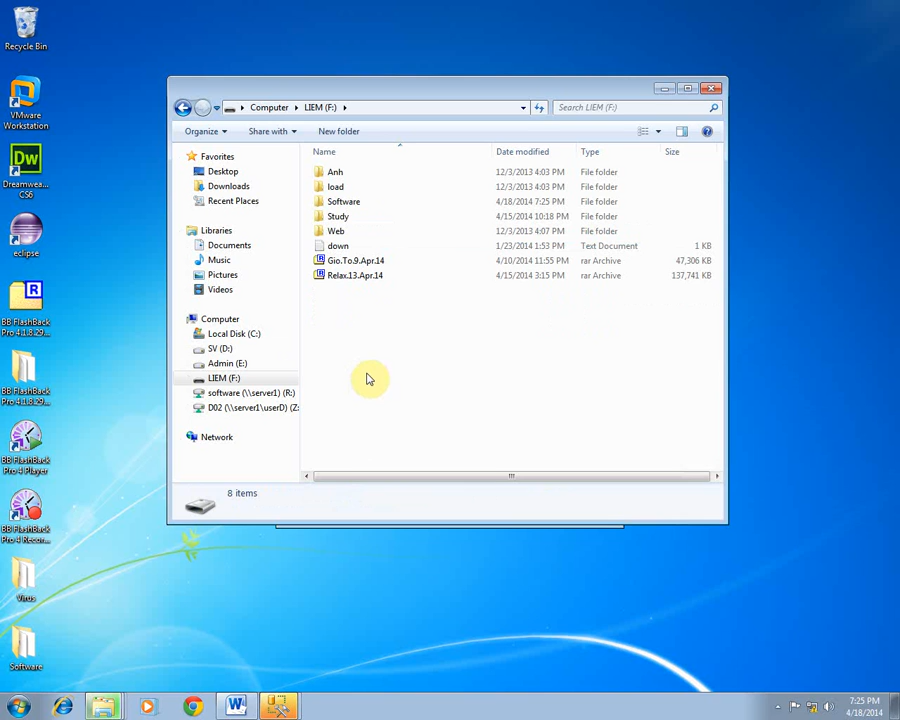 Recycle Bin
VMware
Workstation
Dw
Dreamwea...
CS6
eclipse
BB FlashBack
Pro 4.1.8.29...
BB FlashBack
Pro 4.1.8.29...
BB FlashBack
Pro 4 Player
BB FlashBack
Pro 4 Recor...
Virus
Software
Computer
LIEM (F:)
Search LIEM (F:)
Organize
Share with
New folder
Name
Date modified
Type
Size
Favorites
Desktop
Downloads
Recent Places
Libraries
Documents
Music
Pictures
Videos
Computer
Local Disk (C:)
SV (D:)
Admin (E:)
LIEM (F:)
software (\\server1) (R:)
D02 (\\server1\userD) (Z:
Network
Anh 12/3/2013 4:03 PM File folder
load 12/3/2013 4:03 PM File folder
Software 4/18/2014 7:25 PM File folder
Study 4/15/2014 10:18 PM File folder
Web 12/3/2013 4:07 PM File folder
down 1/23/2014 1:53 PM Text Document 1 KB
Gio.To.9.Apr.14 4/10/2014 11:55 PM rar Archive 47,306 KB
Relax.13.Apr.14 4/15/2014 3:15 PM rar Archive 137,741 KB
8 items
7:25 PM
4/18/2014